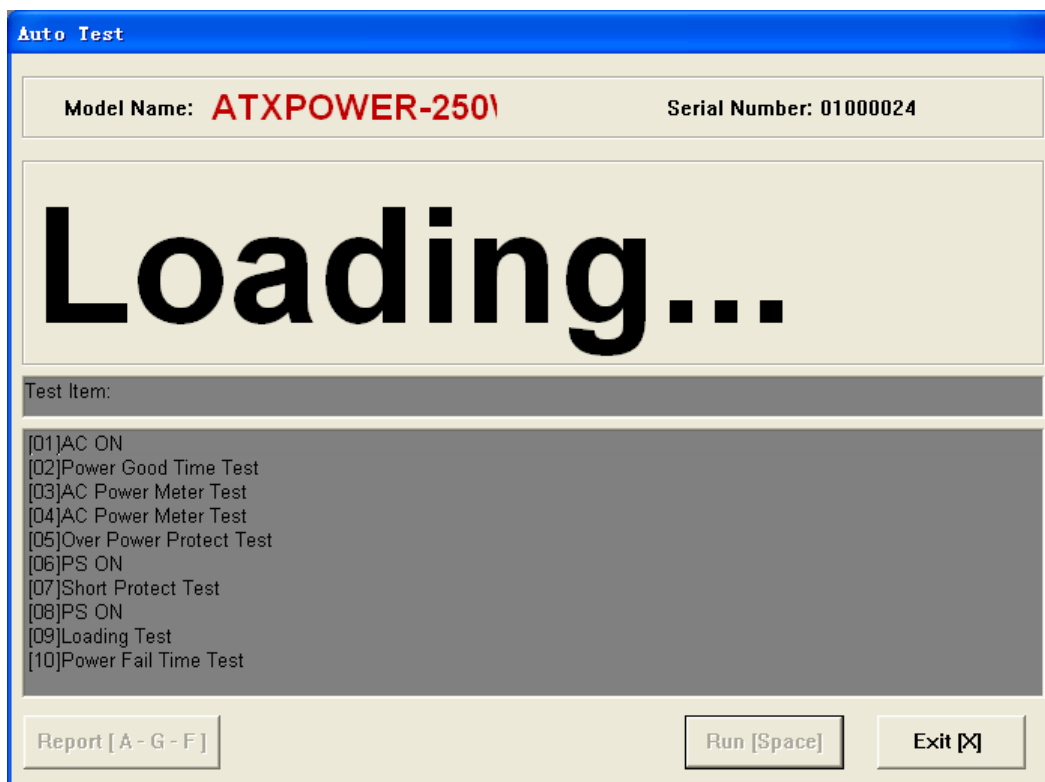 Auto Test
Model Name: ATXPOWER-250
Serial Number: 01000024
Loading...
Test Item:
[01]AC ON
[02]Power Good Time Test
[03]AC Power Meter Test
[04]AC Power Meter Test
[05]Over Power Protect Test
[06]PS ON
[07]Short Protect Test
[08]PS ON
[09]Loading Test
[10]Power Fail Time Test
Report [ A - G - F ]
Run [Space]
Exit [X]